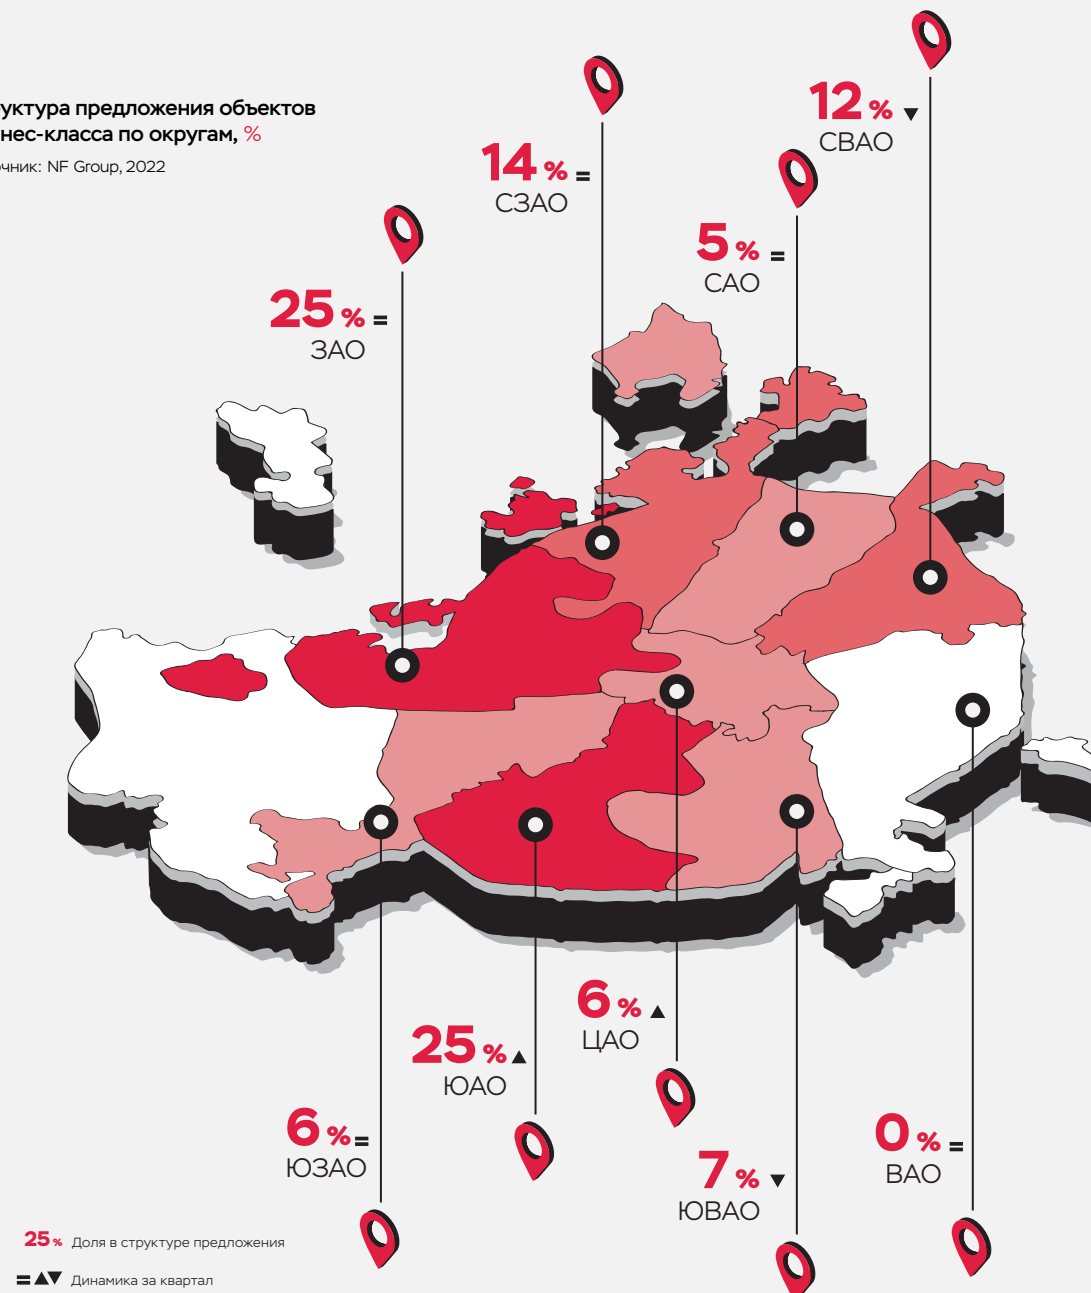 уктура предложения объектов
нес-класса по округам, %
чник: NF Group, 2022
12 % ▼
СВАО
14 % =
СЗАО
5 % =
САО
25 % =
ЗАО
6 % ▲
ЦАО
25 % ▲
ЮАО
6 % =
ЮЗАО
0 % =
ВАО
7 % ▼
ЮВАО
25 % Доля в структуре предложения
= ▲▼ Динамика за квартал